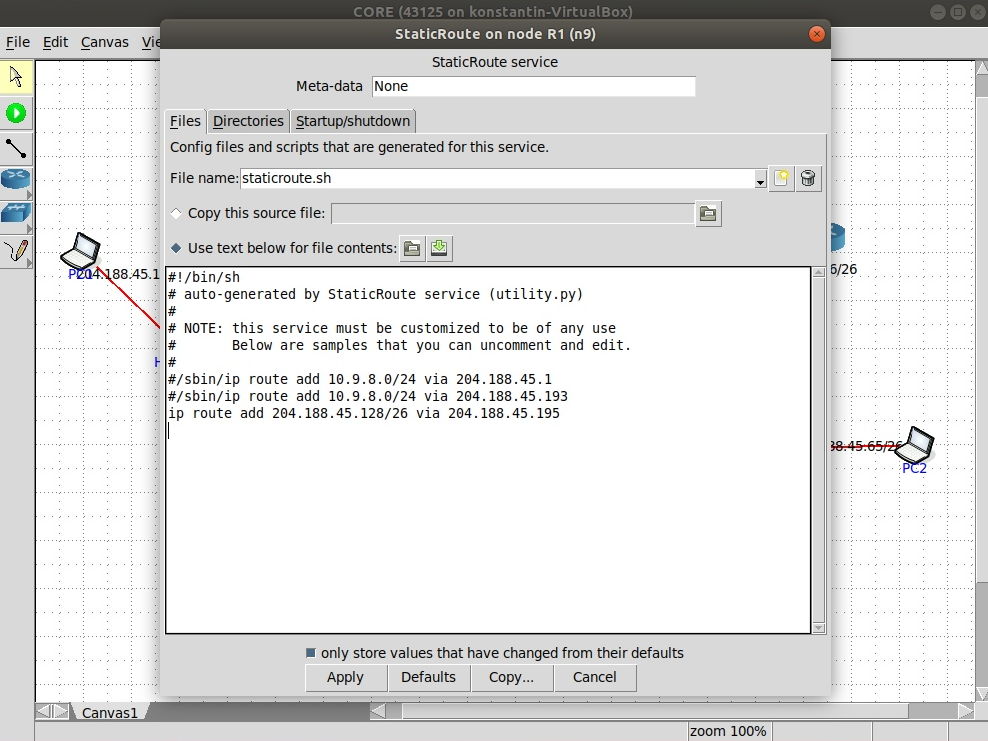 CORE (43125 on konstantin-VirtualBox)
StaticRoute on node R1 (n9)
File Edit Canvas
StaticRoute service
Meta-data None
Files Directories Startup/shutdown
Config files and scripts that are generated for this service.
File name: staticroute.sh
Copy this source file:
Use text below for file contents:
#!/bin/sh
# auto-generated by StaticRoute service (utility.py)
#
# NOTE: this service must be customized to be of any use
#       Below are samples that you can uncomment and edit.
#
#/sbin/ip route add 10.9.8.0/24 via 204.188.45.1
#/sbin/ip route add 10.9.8.0/24 via 204.188.45.193
ip route add 204.188.45.128/26 via 204.188.45.195
6/26
45.65/26
PC2
only store values that have changed from their defaults
Apply Defaults Copy... Cancel
Canvas1
zoom 100%